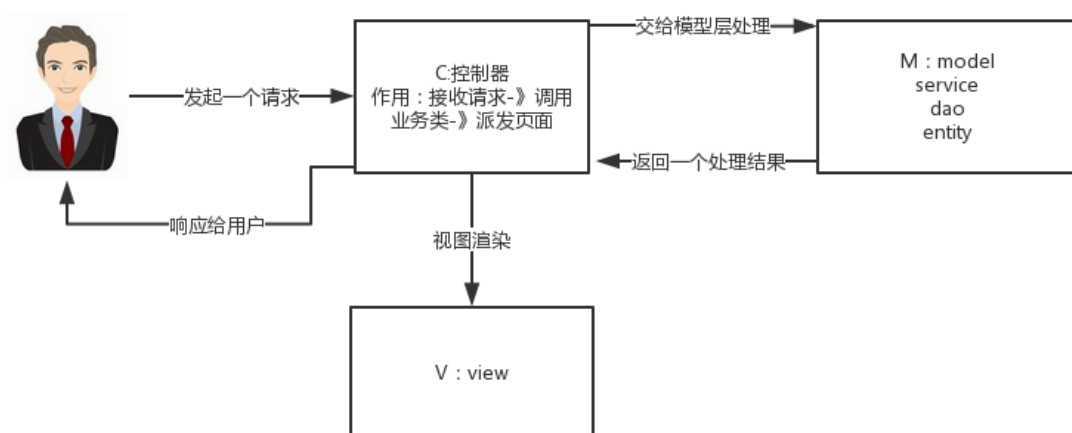 交给模型层处理
C:控制器
作用：接收请求-》调用
业务类-》派发页面
M：model
service
dao
entity
发起一个请求
返回一个处理结果
响应给用户
视图渲染
V：view